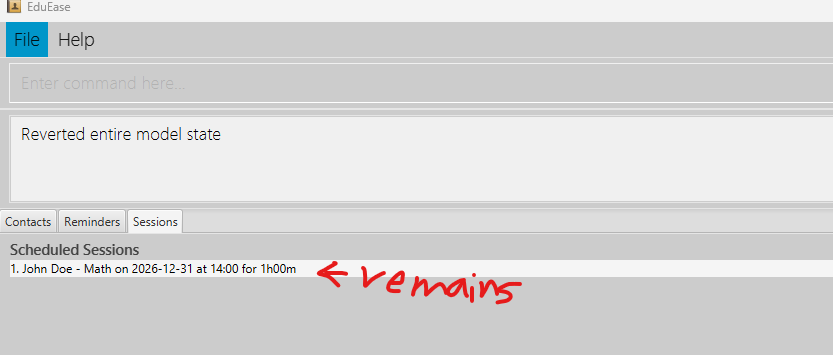 EduEase
File Help
Enter command here...
Reverted entire model state
Contacts Reminders Sessions
Scheduled Sessions
1. John Doe - Math on 2026-12-31 at 14:00 for 1h00m
remains